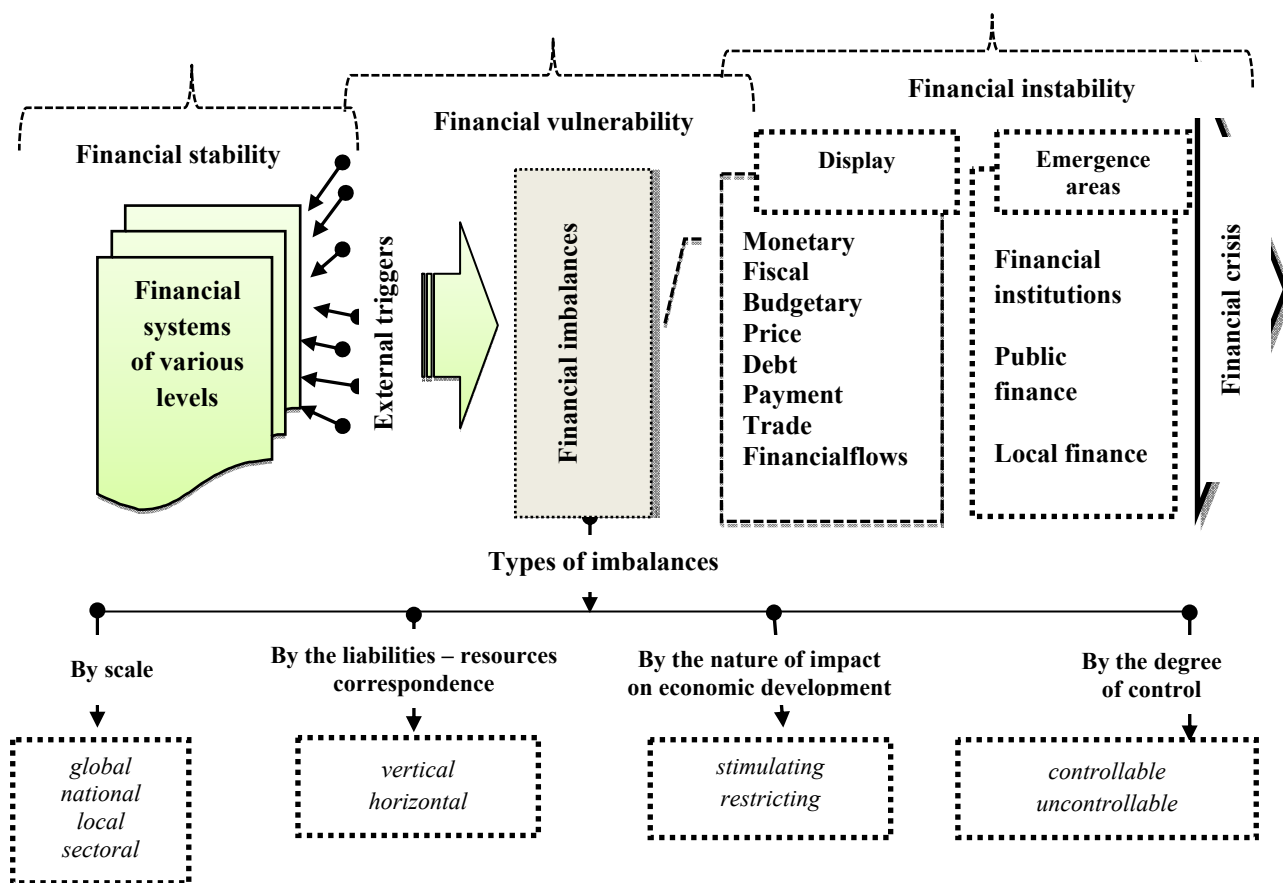 Financial stability
Financial vulnerability
Financial instability
Financial
systems
of various
levels
External triggers
Financial imbalances
Display
Monetary
Fiscal
Budgetary
Price
Debt
Payment
Trade
Financialflows
Emergence
areas
Financial
institutions
Public
finance
Local finance
Financial crisis
Types of imbalances
By scale
global
national
local
sectoral
By the liabilities – resources
correspondence
vertical
horizontal
By the nature of impact
on economic development
stimulating
restricting
By the degree
of control
controllable
uncontrollable